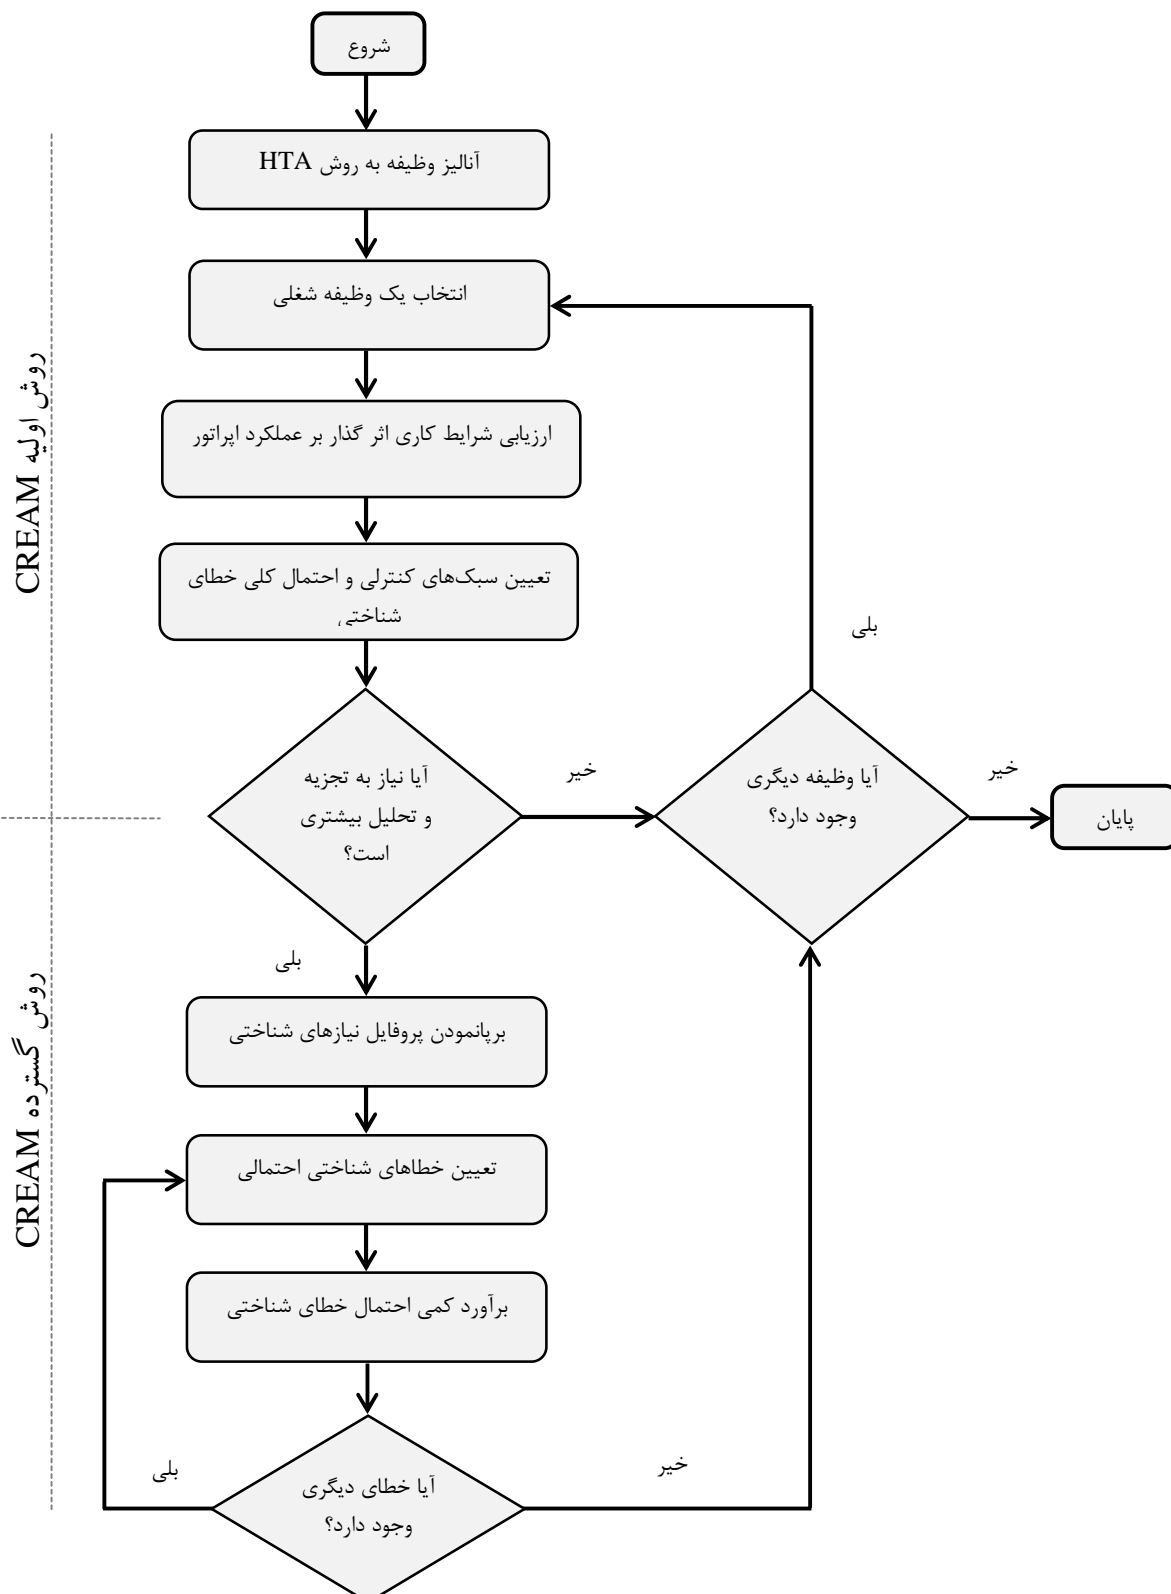 شروع
آنالیز وظیفه به روش HTA
انتخاب یک وظیفه شغلی
ارزیابی شرایط کاری اثر گذار بر عملکرد اپراتور
تعیین سبک‌های کنترلی و احتمال کلی خطای
شناختی
روش اولیه CREAM
بلی
آیا نیاز به تجزیه
و تحلیل بیشتری
است؟
خیر
آیا وظیفه دیگری
وجود دارد؟
خیر
پایان
بلی
برپانمودن پروفایل نیازهای شناختی
تعیین خطاهای شناختی احتمالی
برآورد کمی احتمال خطای شناختی
روش گسترده CREAM
آیا خطای دیگری
وجود دارد؟
بلی
خیر